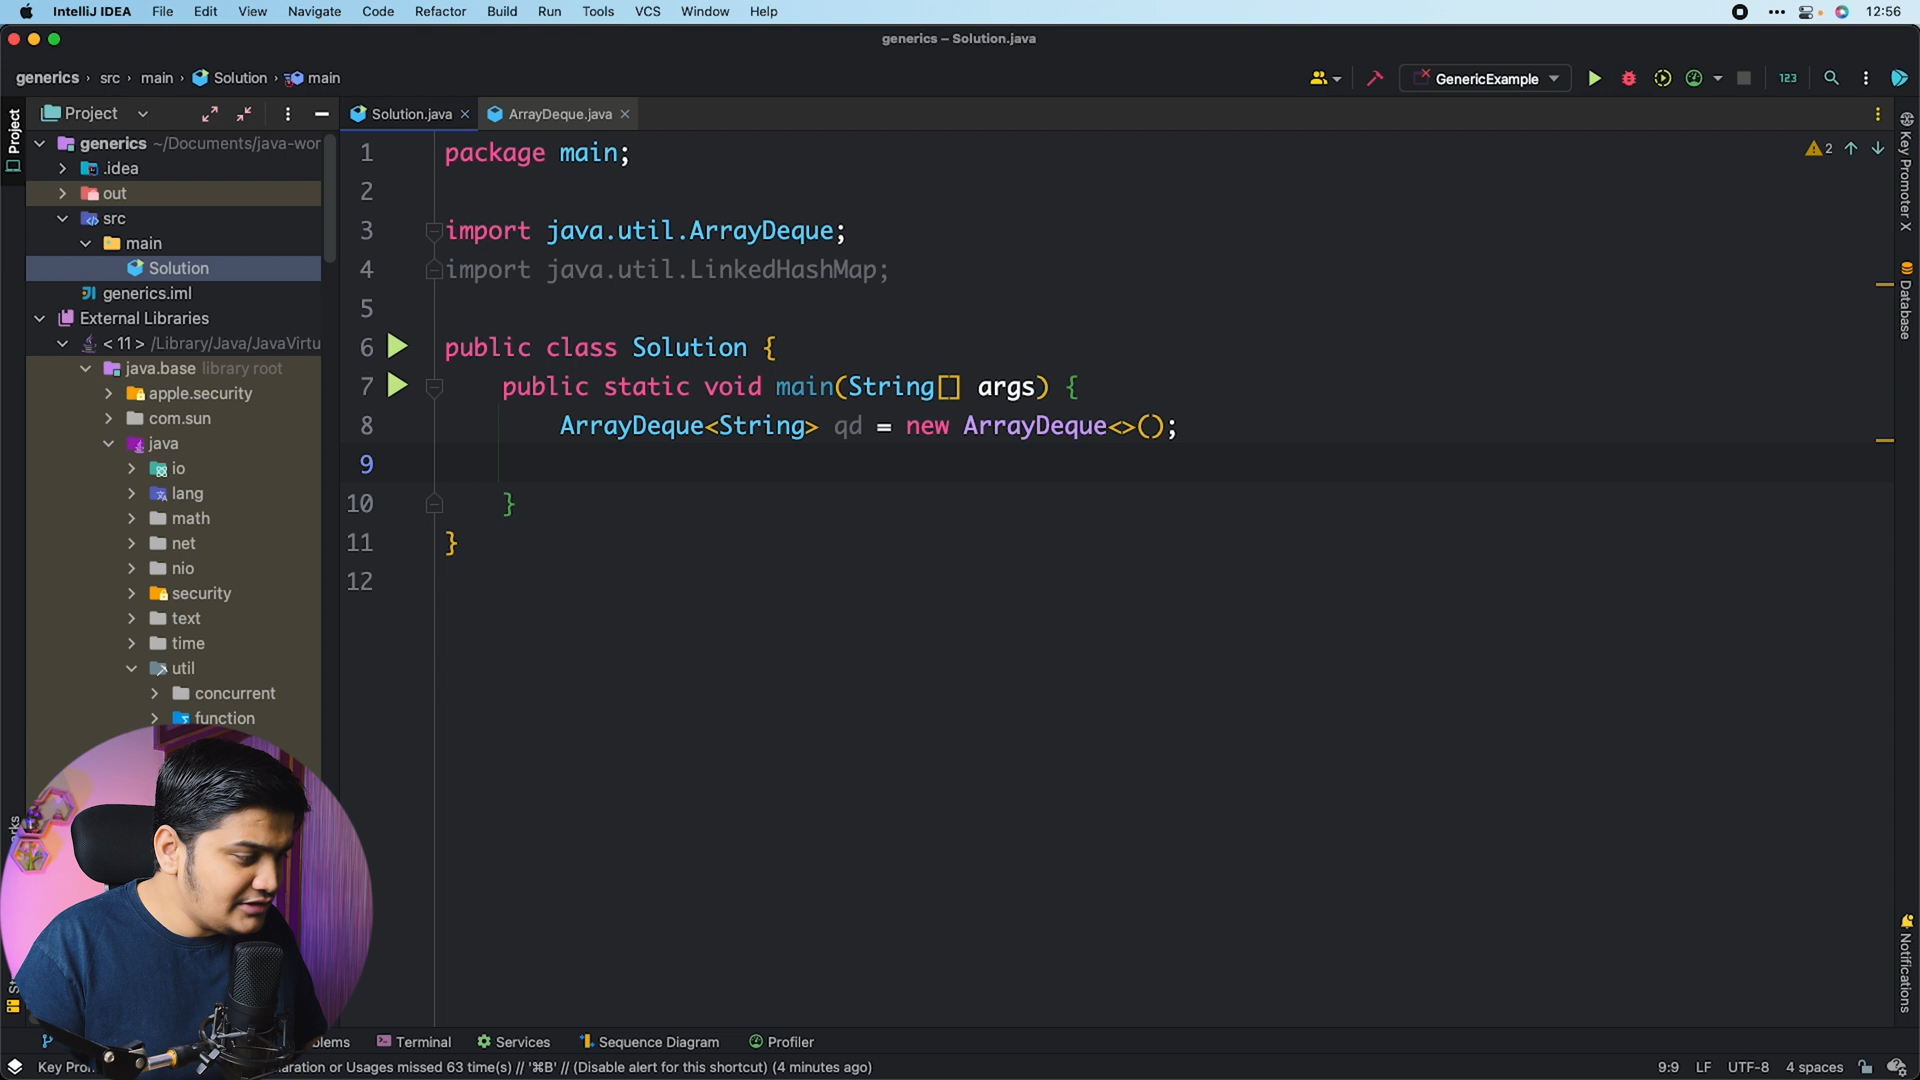 IntelliJ IDEA File Edit View Navigate Code Refactor Build Run Tools VCS Window Help 12:56
generics – Solution.java
generics › src › main › Solution › main
GenericExample
123
Project
Project
Solution.java
ArrayDeque.java
generics ~/Documents/java-wor
.idea
out
src
main
Solution
generics.iml
External Libraries
< 11 > /Library/Java/JavaVirtu
java.base library root
apple.security
com.sun
java
io
lang
math
net
nio
security
text
time
util
concurrent
function
1 package main;
2
3 import java.util.ArrayDeque;
4 import java.util.LinkedHashMap;
5
6 public class Solution {
7 public static void main(String[] args) {
8 ArrayDeque<String> qd = new ArrayDeque<>();
9
10 }
11 }
12
2
Key Promoter X
Database
Notifications
Terminal Services Sequence Diagram Profiler
aration or Usages missed 63 time(s) // '⌘B' // (Disable alert for this shortcut) (4 minutes ago)
9:9 LF UTF-8 4 spaces